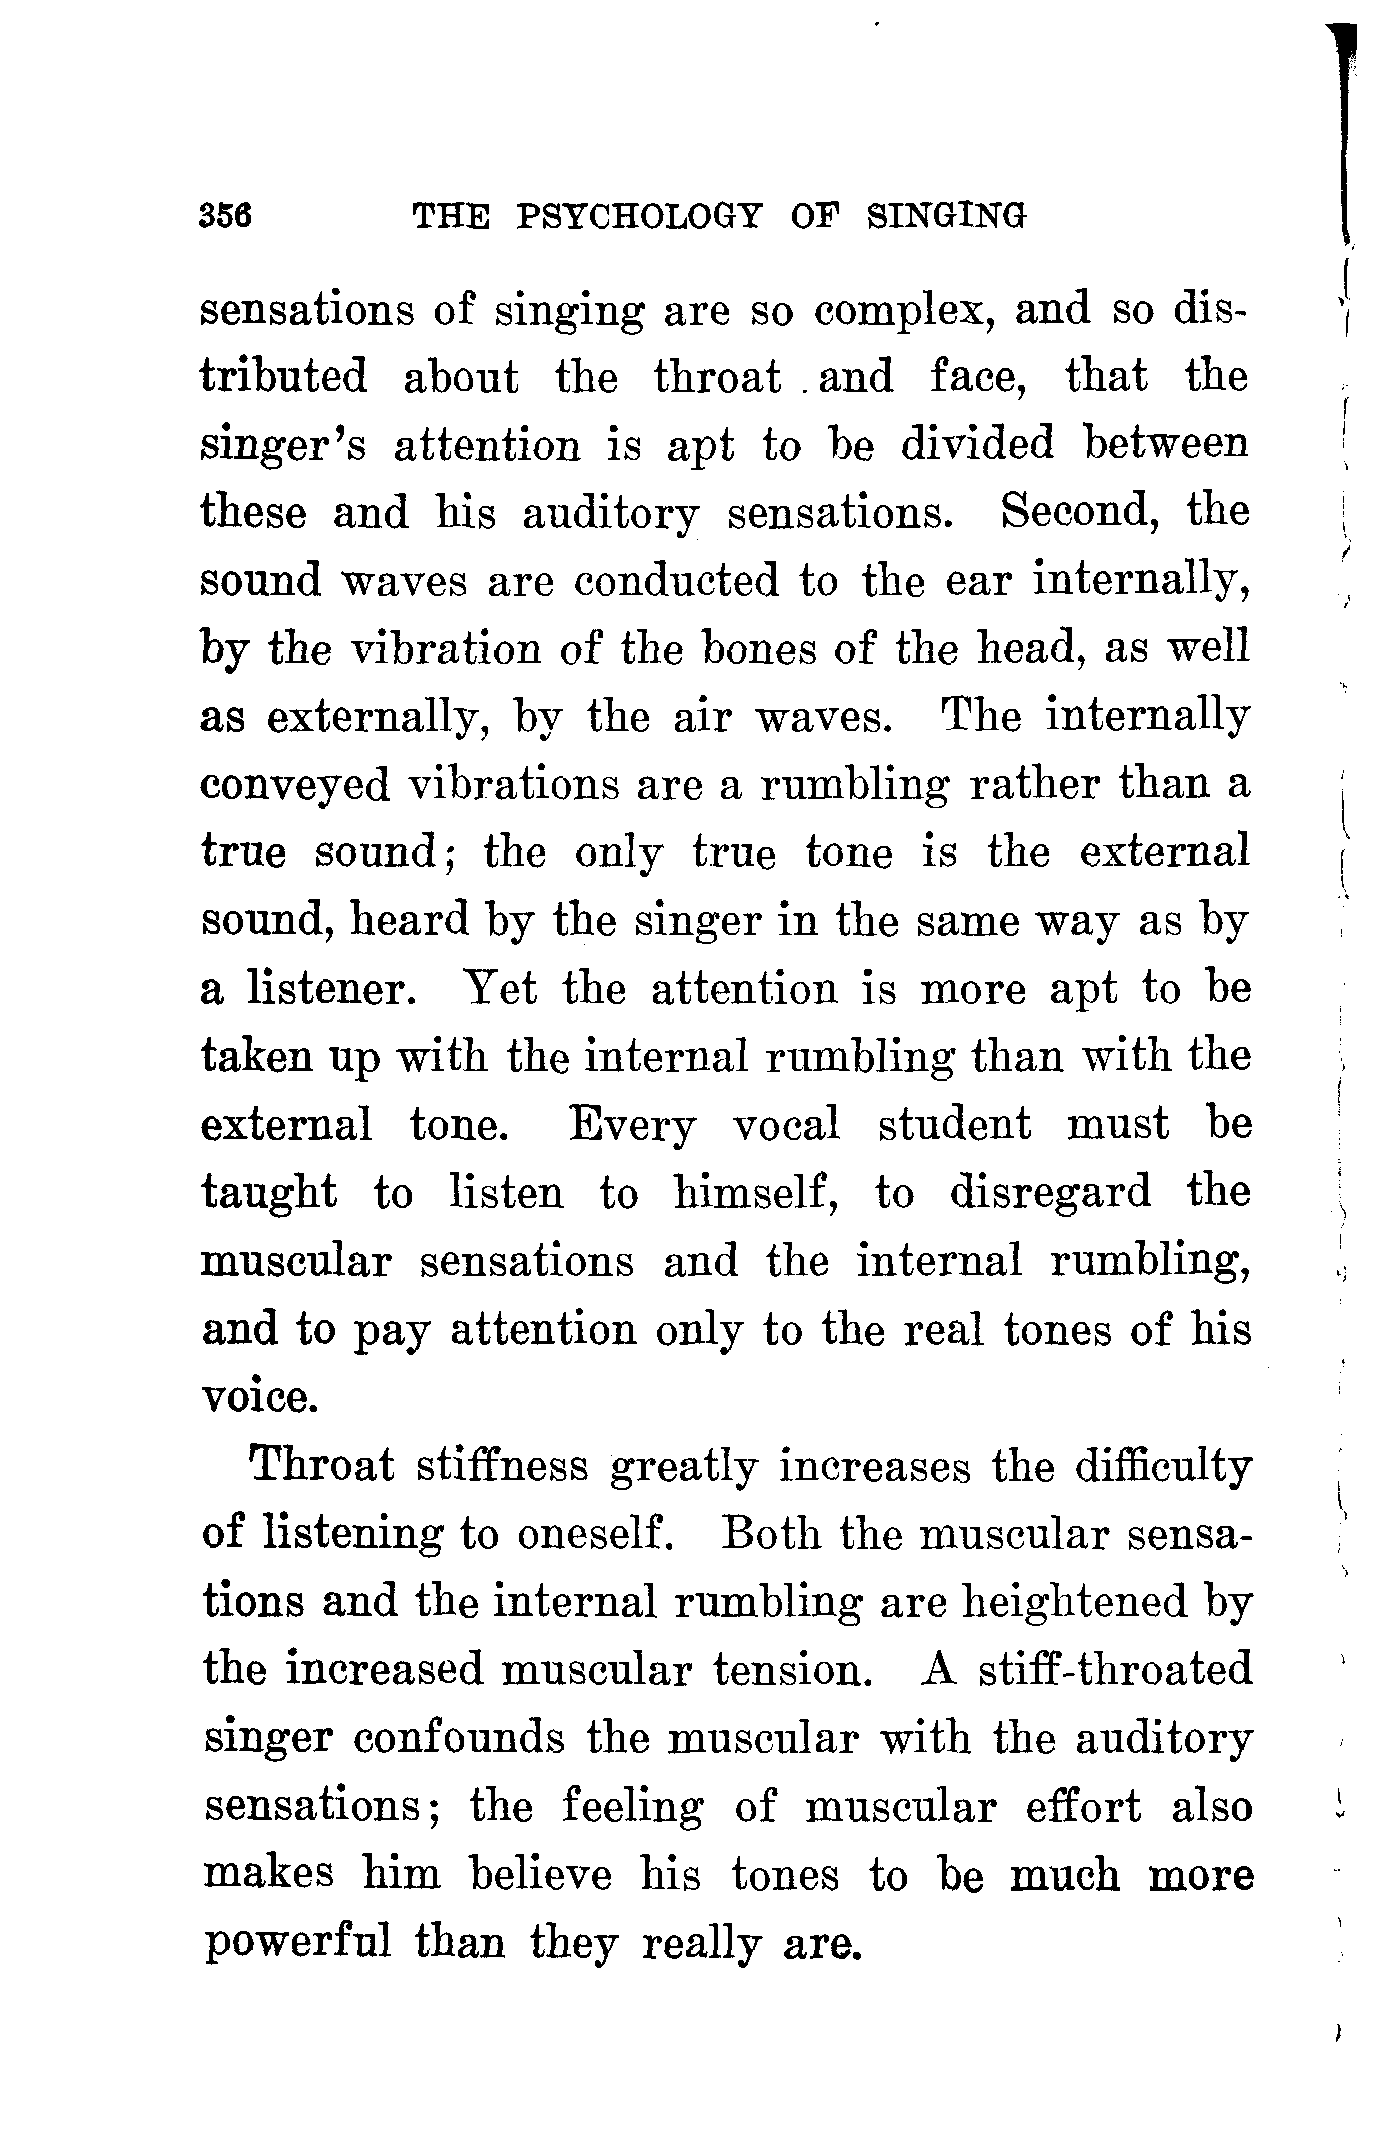 356 THE PSYCHOLOGY OF SINGING
sensations of singing are so complex, and so dis-
tributed about the throat and face, that the
singer's attention is apt to be divided between
these and his auditory sensations. Second, the
sound waves are conducted to the ear internally,
by the vibration of the bones of the head, as well
as externally, by the air waves. The internally
conveyed vibrations are a rumbling rather than a
true sound; the only true tone is the external
sound, heard by the singer in the same way as by
a listener. Yet the attention is more apt to be
taken up with the internal rumbling than with the
external tone. Every vocal student must be
taught to listen to himself, to disregard the
muscular sensations and the internal rumbling,
and to pay attention only to the real tones of his
voice.
Throat stiffness greatly increases the difficulty
of listening to oneself. Both the muscular sensa-
tions and the internal rumbling are heightened by
the increased muscular tension. A stiff-throated
singer confounds the muscular with the auditory
sensations; the feeling of muscular effort also
makes him believe his tones to be much more
powerful than they really are.